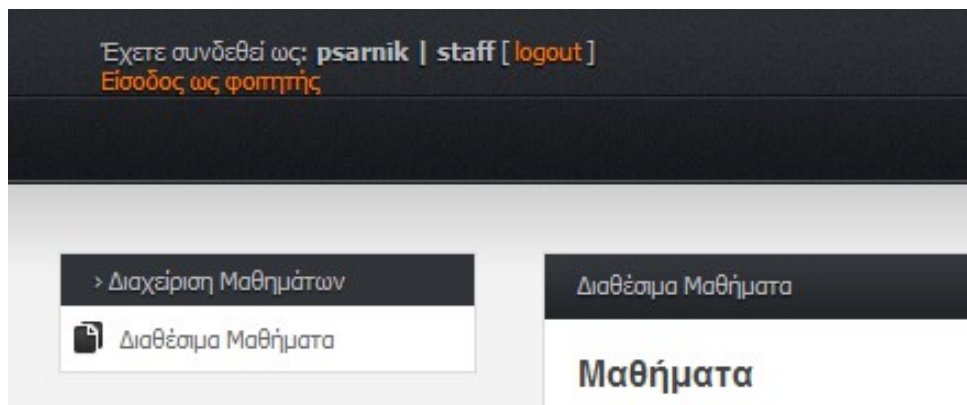 Έχετε συνδεθεί ως: psarnik | staff [ logout ]
Είσοδος ως φοιτητής
> Διαχείριση Μαθημάτων
Διαθέσιμα Μαθήματα
Διαθέσιμα Μαθήματα
Μαθήματα